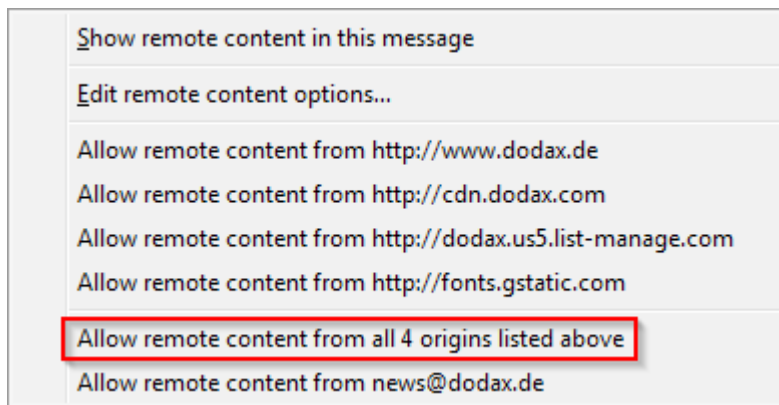 Show remote content in this message
Edit remote content options...
Allow remote content from http://www.dodax.de
Allow remote content from http://cdn.dodax.com
Allow remote content from http://dodax.us5.list-manage.com
Allow remote content from http://fonts.gstatic.com
Allow remote content from all 4 origins listed above
Allow remote content from news@dodax.de